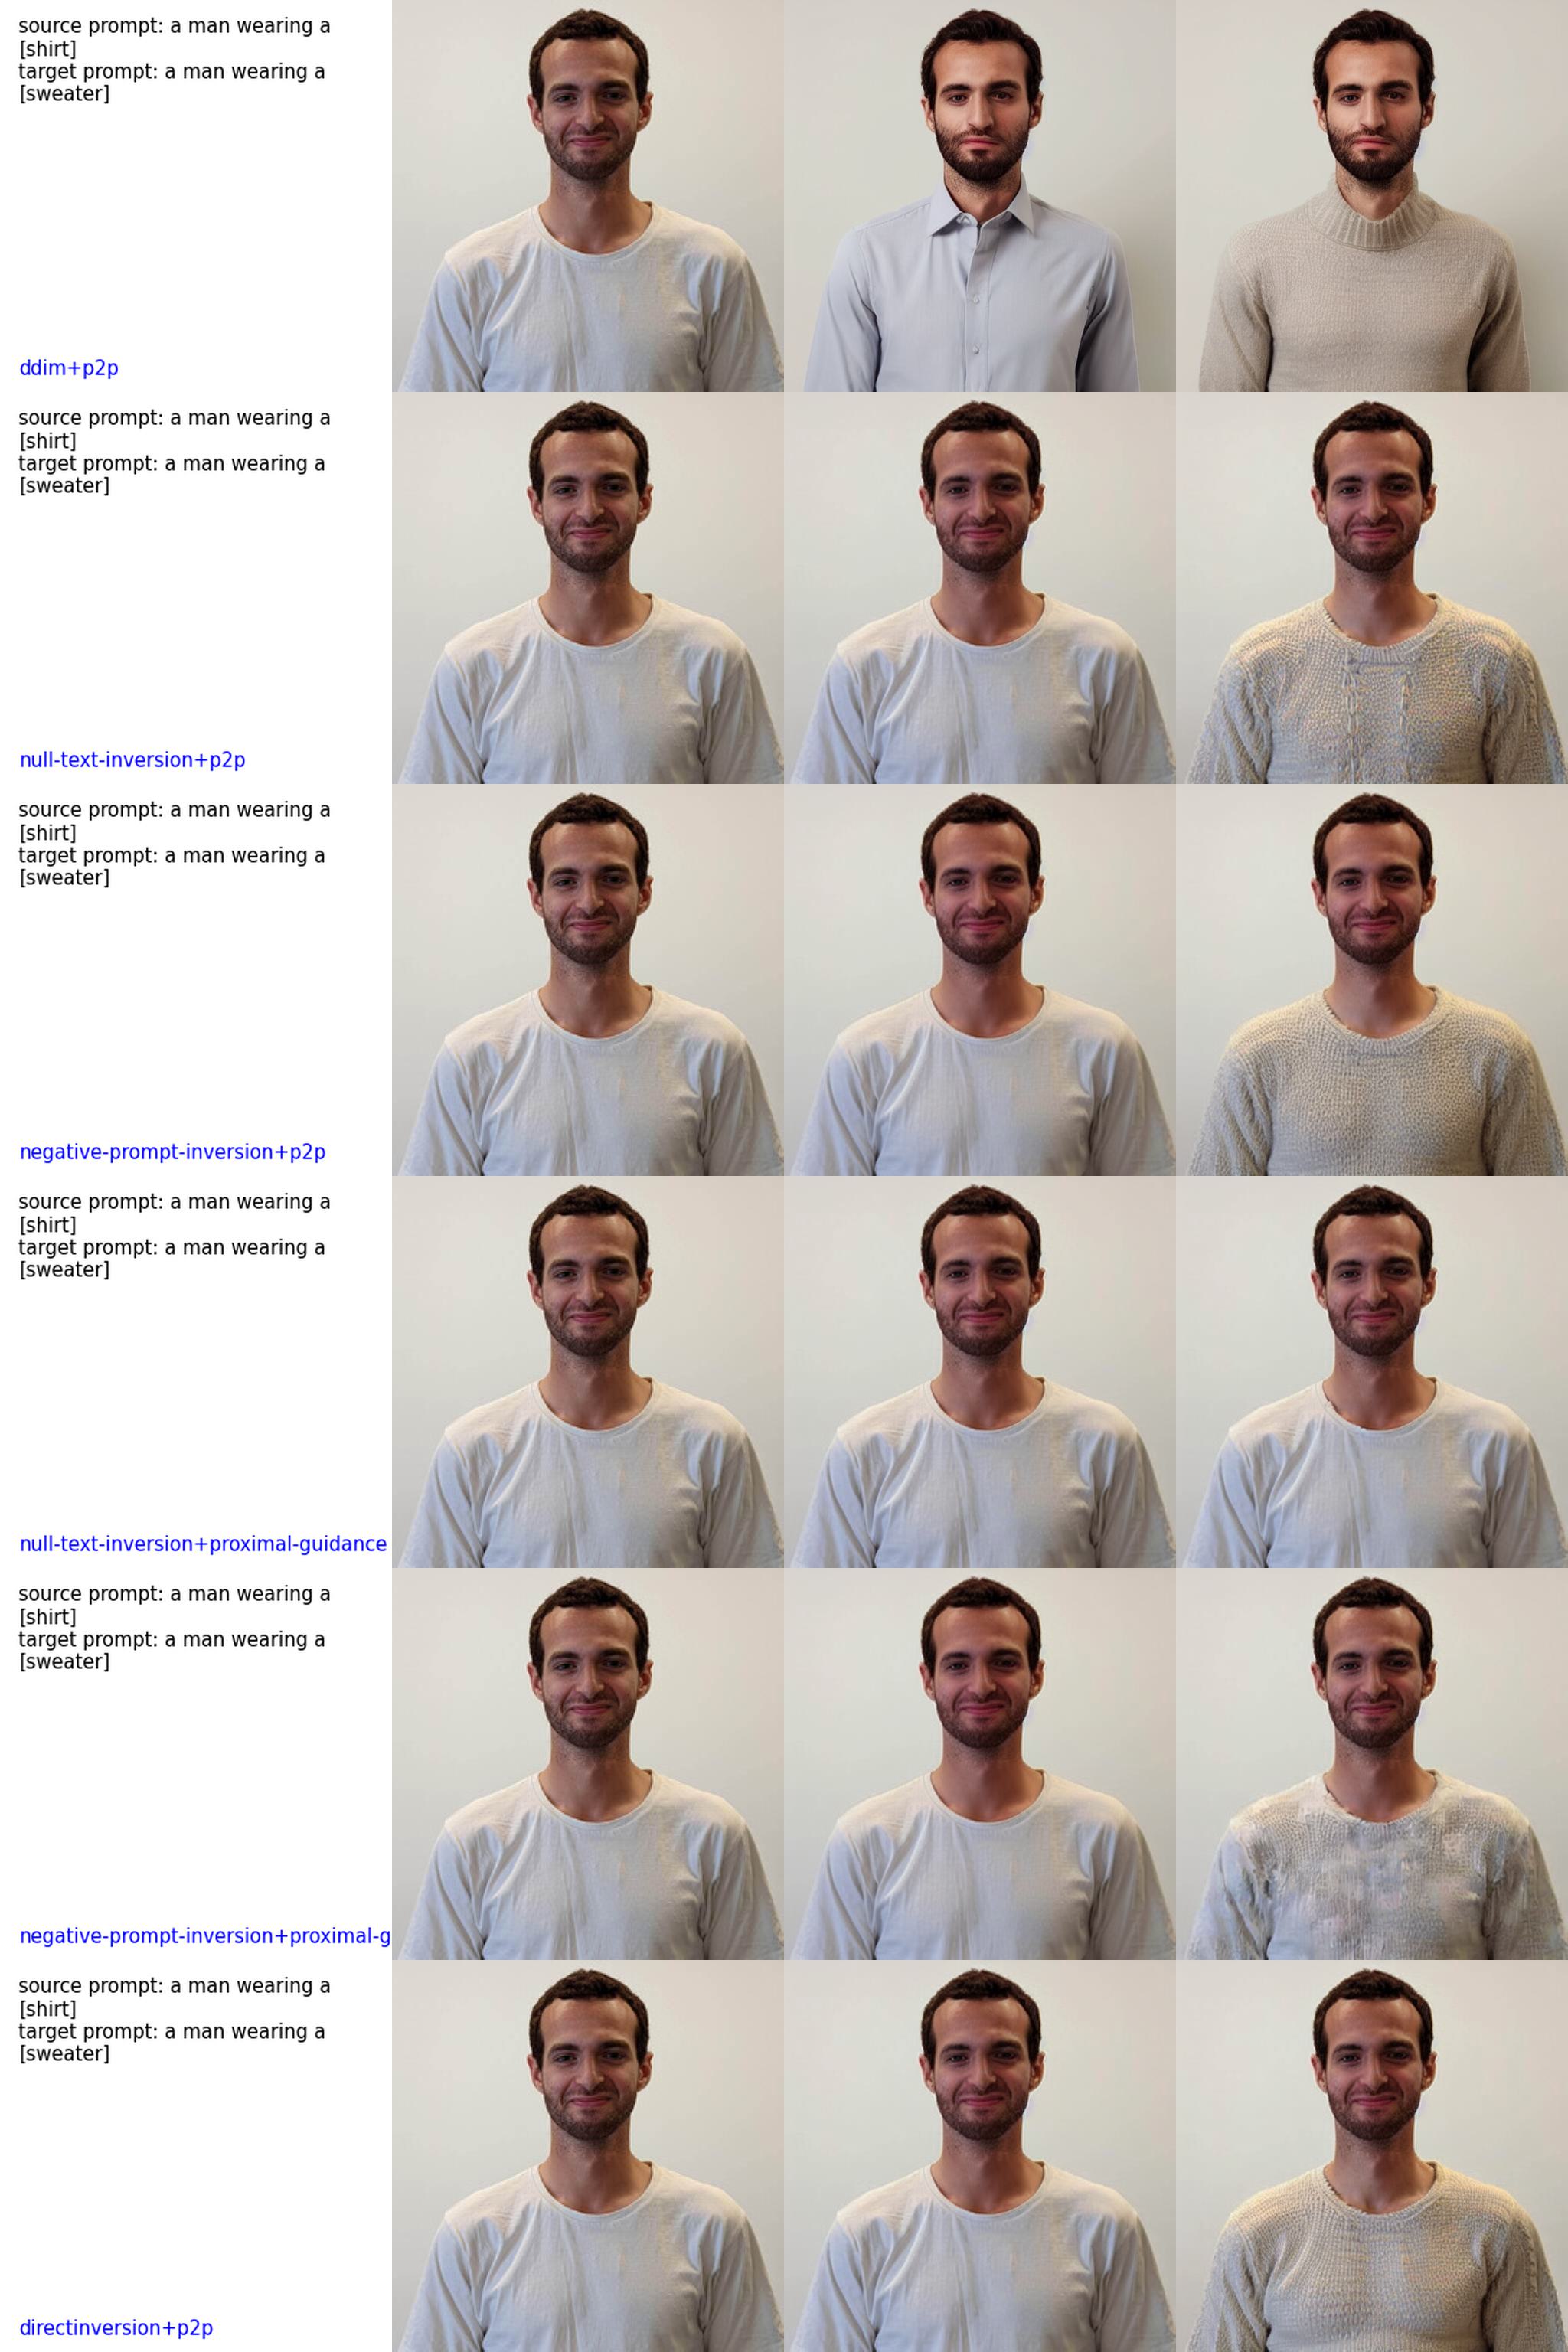 source prompt: a man wearing a
[shirt]
target prompt: a man wearing a
[sweater]
ddim+p2p
source prompt: a man wearing a
[shirt]
target prompt: a man wearing a
[sweater]
null-text-inversion+p2p
source prompt: a man wearing a
[shirt]
target prompt: a man wearing a
[sweater]
negative-prompt-inversion+p2p
source prompt: a man wearing a
[shirt]
target prompt: a man wearing a
[sweater]
null-text-inversion+proximal-guidance
source prompt: a man wearing a
[shirt]
target prompt: a man wearing a
[sweater]
negative-prompt-inversion+proximal-g
source prompt: a man wearing a
[shirt]
target prompt: a man wearing a
[sweater]
directinversion+p2p